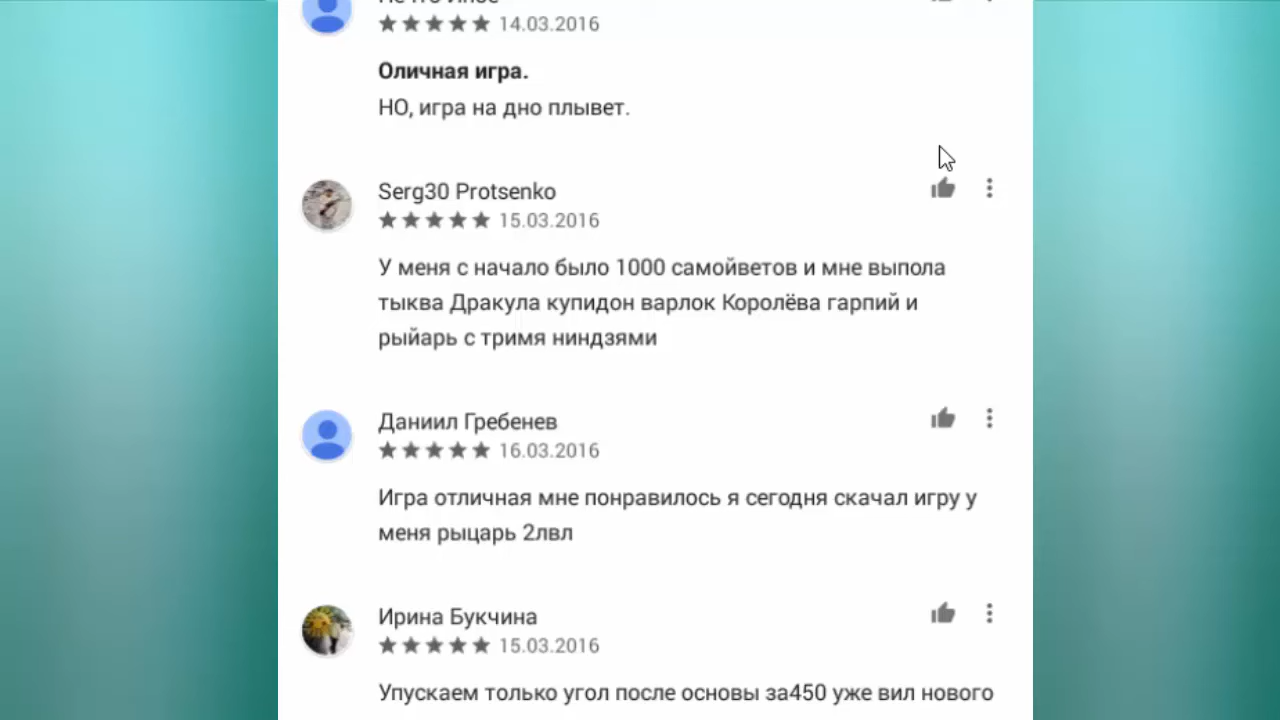 14.03.2016
Оличная игра.
НО, игра на дно плывет.
Serg30 Protsenko
15.03.2016
У меня с начало было 1000 самойветов и мне выпола
тыква Дракула купидон варлок Королёва гарпий и
рыйарь с тримя ниндзями
Даниил Гребенев
16.03.2016
Игра отличная мне понравилось я сегодня скачал игру у
меня рыцарь 2лвл
Ирина Букчина
15.03.2016
Упускаем только угол после основы за450 уже вил нового